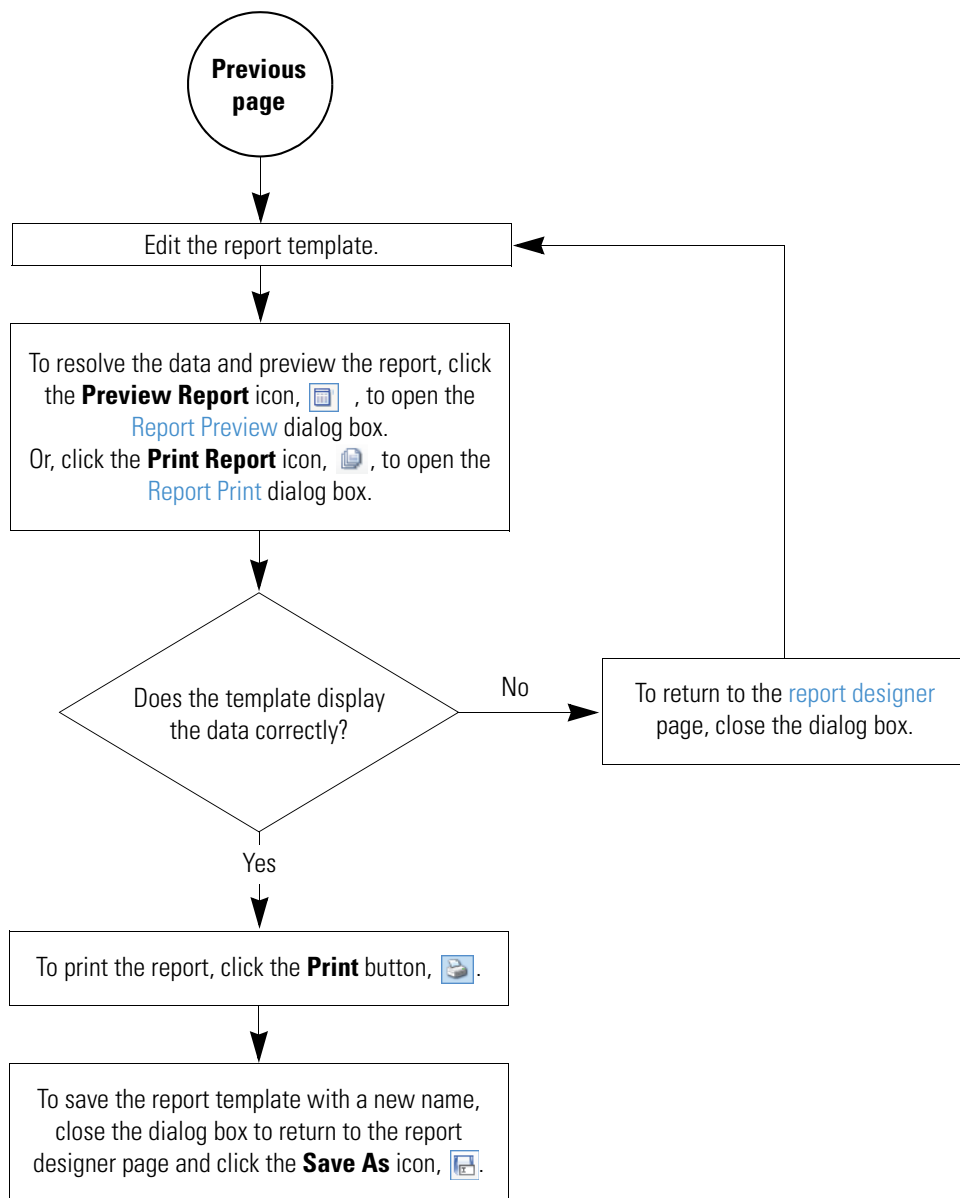 Previous
page
Edit the report template.
To resolve the data and preview the report, click
the Preview Report icon, , to open the
Report Preview dialog box.
Or, click the Print Report icon, , to open the
Report Print dialog box.
Does the template display
the data correctly?
No
To return to the report designer
page, close the dialog box.
Yes
To print the report, click the Print button, .
To save the report template with a new name,
close the dialog box to return to the report
designer page and click the Save As icon, .